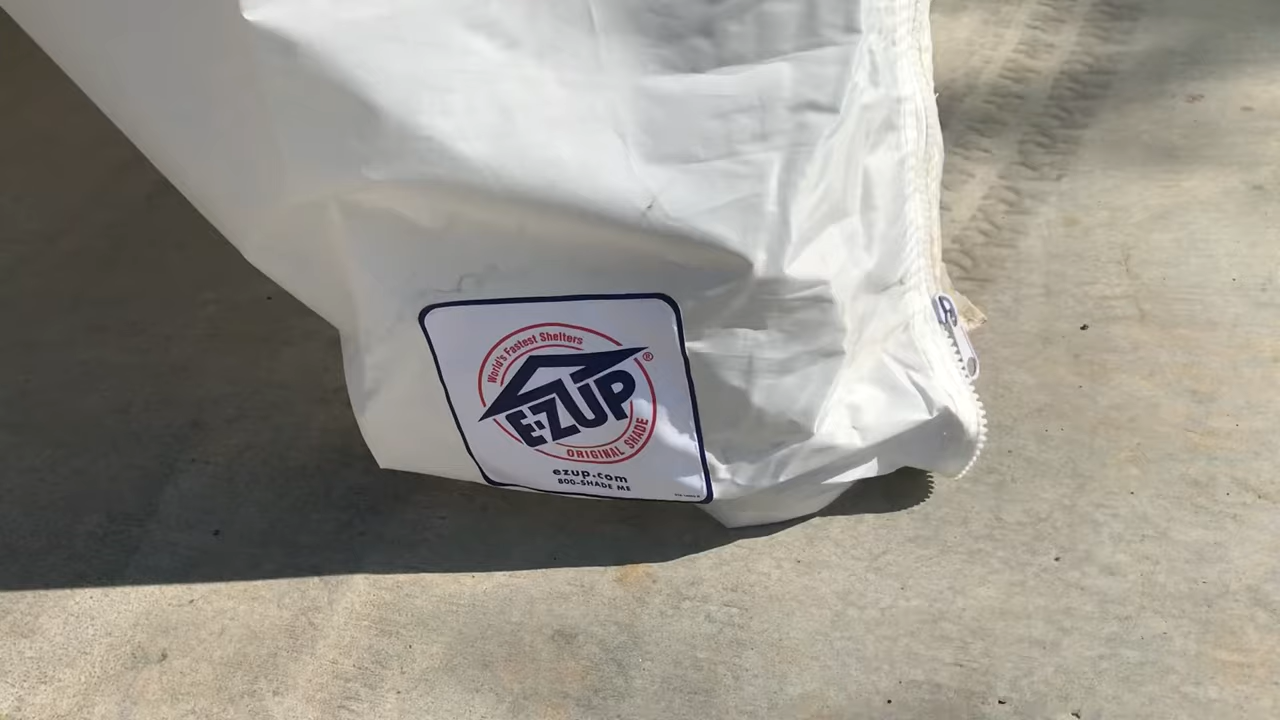 World's Fastest Shelters
E-ZUP®
ORIGINAL SHADE
ezup.com
800-SHADE ME